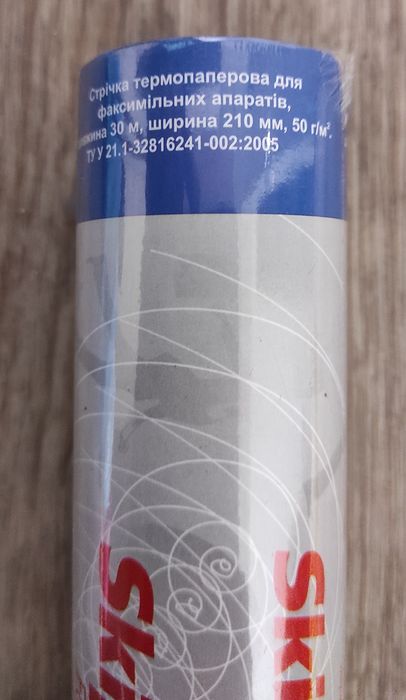 Стрічка термопаперова для
факсимільних апаратів,
30 м, ширина 210 мм, 50 г/м².
ТУ У 21.1-32816241-002:2005